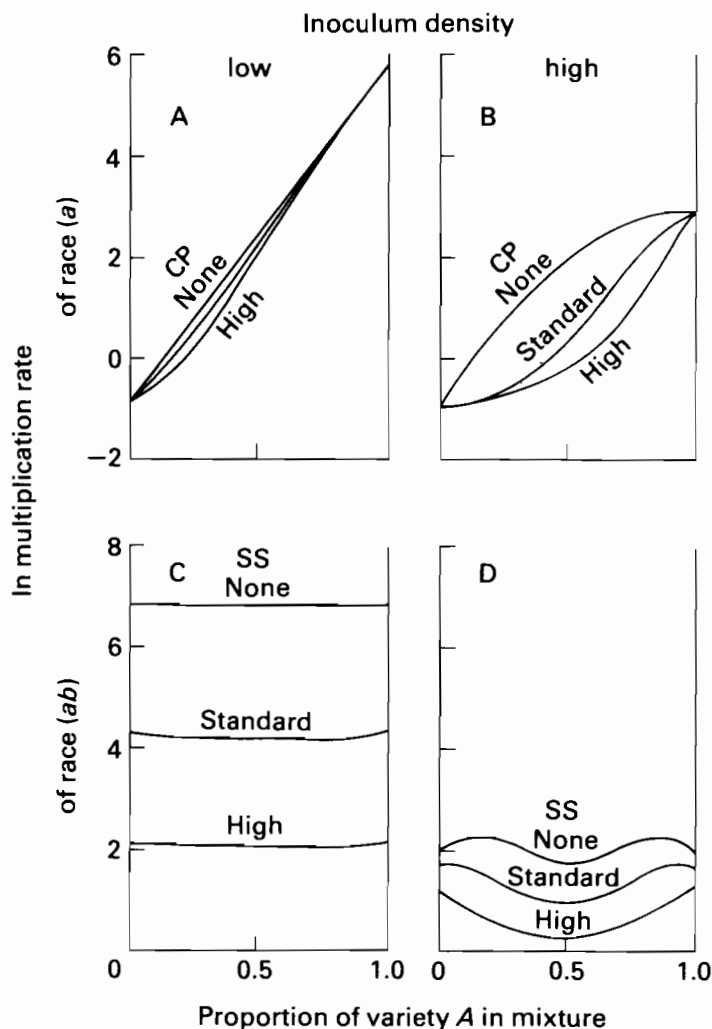 Inoculum density
low
high
6
4
2
0
−2
A
B
CP
None
High
CP
None
Standard
High
of race (a)
In multiplication rate
8
6
4
2
0
C
D
SS
None
Standard
High
SS
None
Standard
High
of race (ab)
0.5
1.0
0
0.5
1.0
Proportion of variety A in mixture